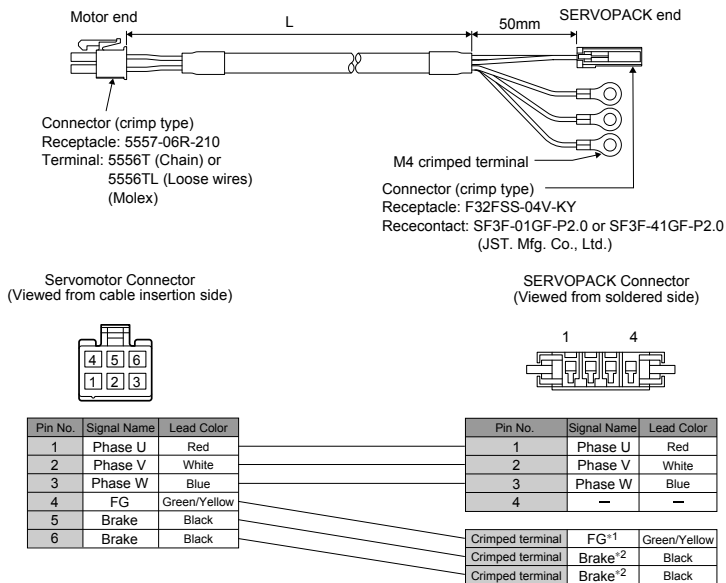 Motor end
L
50mm
SERVOPACK end
Connector (crimp type)
Receptacle: 5557-06R-210
Terminal: 5556T (Chain) or
5556TL (Loose wires)
(Molex)
M4 crimped terminal
Connector (crimp type)
Receptacle: F32FSS-04V-KY
Rececontact: SF3F-01GF-P2.0 or SF3F-41GF-P2.0
(JST. Mfg. Co., Ltd.)
Servomotor Connector
(Viewed from cable insertion side)
4 5 6
1 2 3
SERVOPACK Connector
(Viewed from soldered side)
1 4
Pin No. Signal Name Lead Color
1 Phase U Red
2 Phase V White
3 Phase W Blue
4 FG Green/Yellow
5 Brake Black
6 Brake Black
Pin No. Signal Name Lead Color
1 Phase U Red
2 Phase V White
3 Phase W Blue
4 – –
Crimped terminal FG*1 Green/Yellow
Crimped terminal Brake*2 Black
Crimped terminal Brake*2 Black